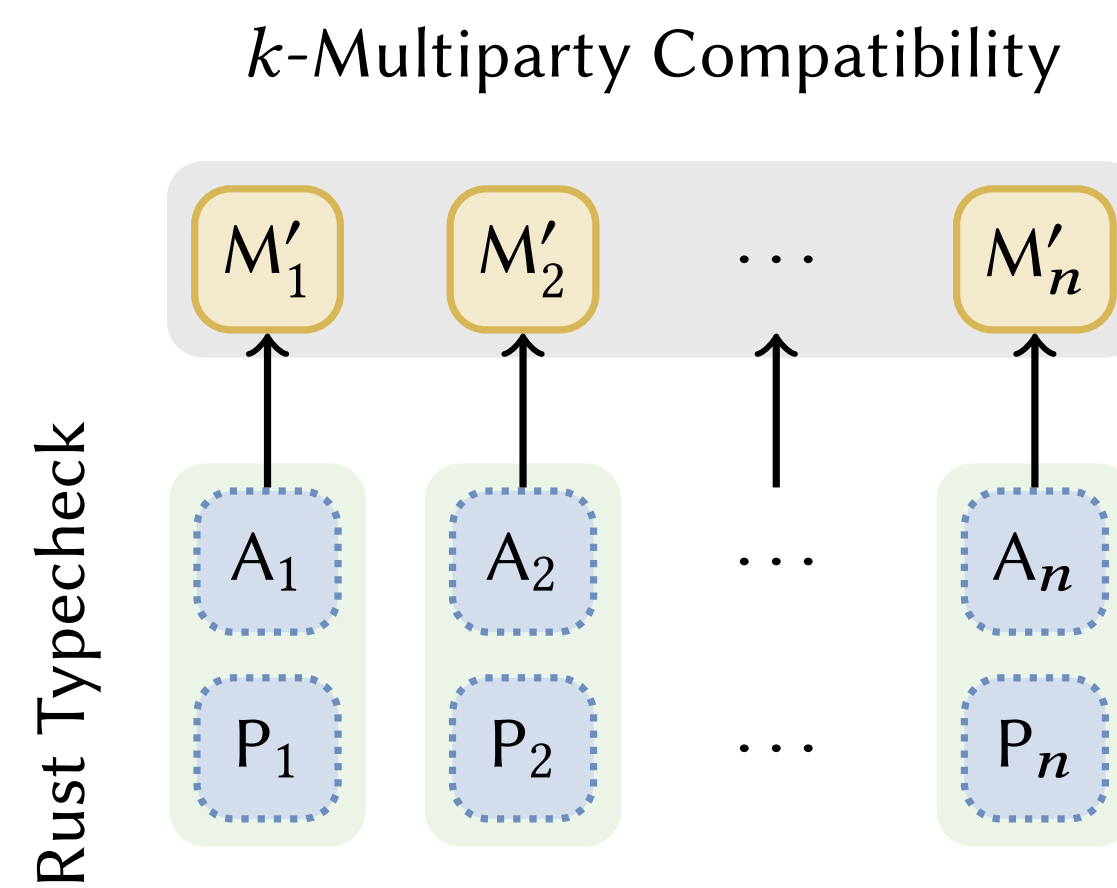 k-Multiparty Compatibility
M′₁ M′₂ ··· M′ₙ
Rust Typecheck
A₁ A₂ ··· Aₙ
P₁ P₂ ··· Pₙ